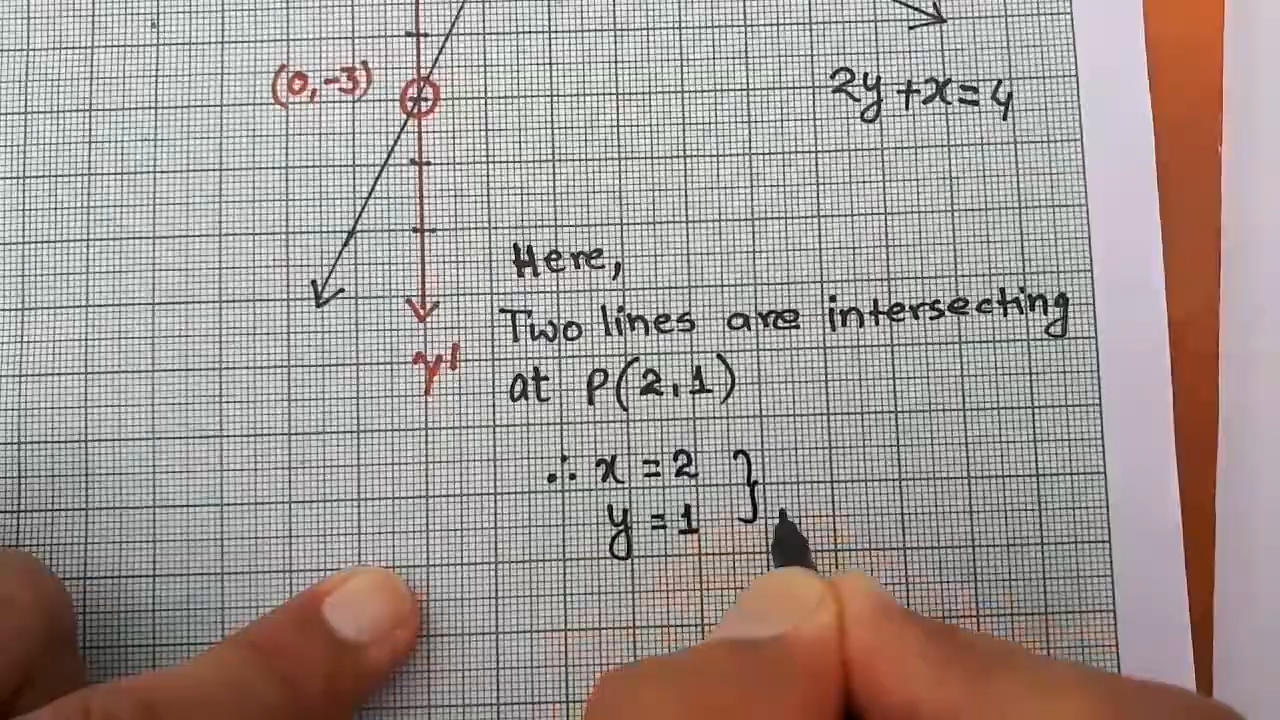 (0,-3)
2y+x=4
Here,
Two lines are intersecting
at P(2,1)
∴ x = 2
y = 1 }
Y'